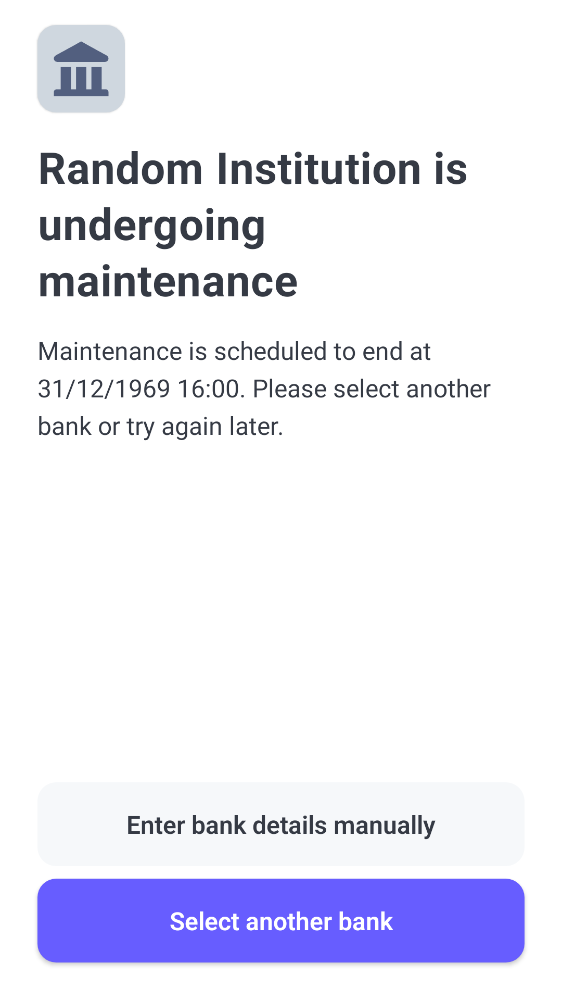 Random Institution is
undergoing
maintenance
Maintenance is scheduled to end at
31/12/1969 16:00. Please select another
bank or try again later.
Enter bank details manually
Select another bank